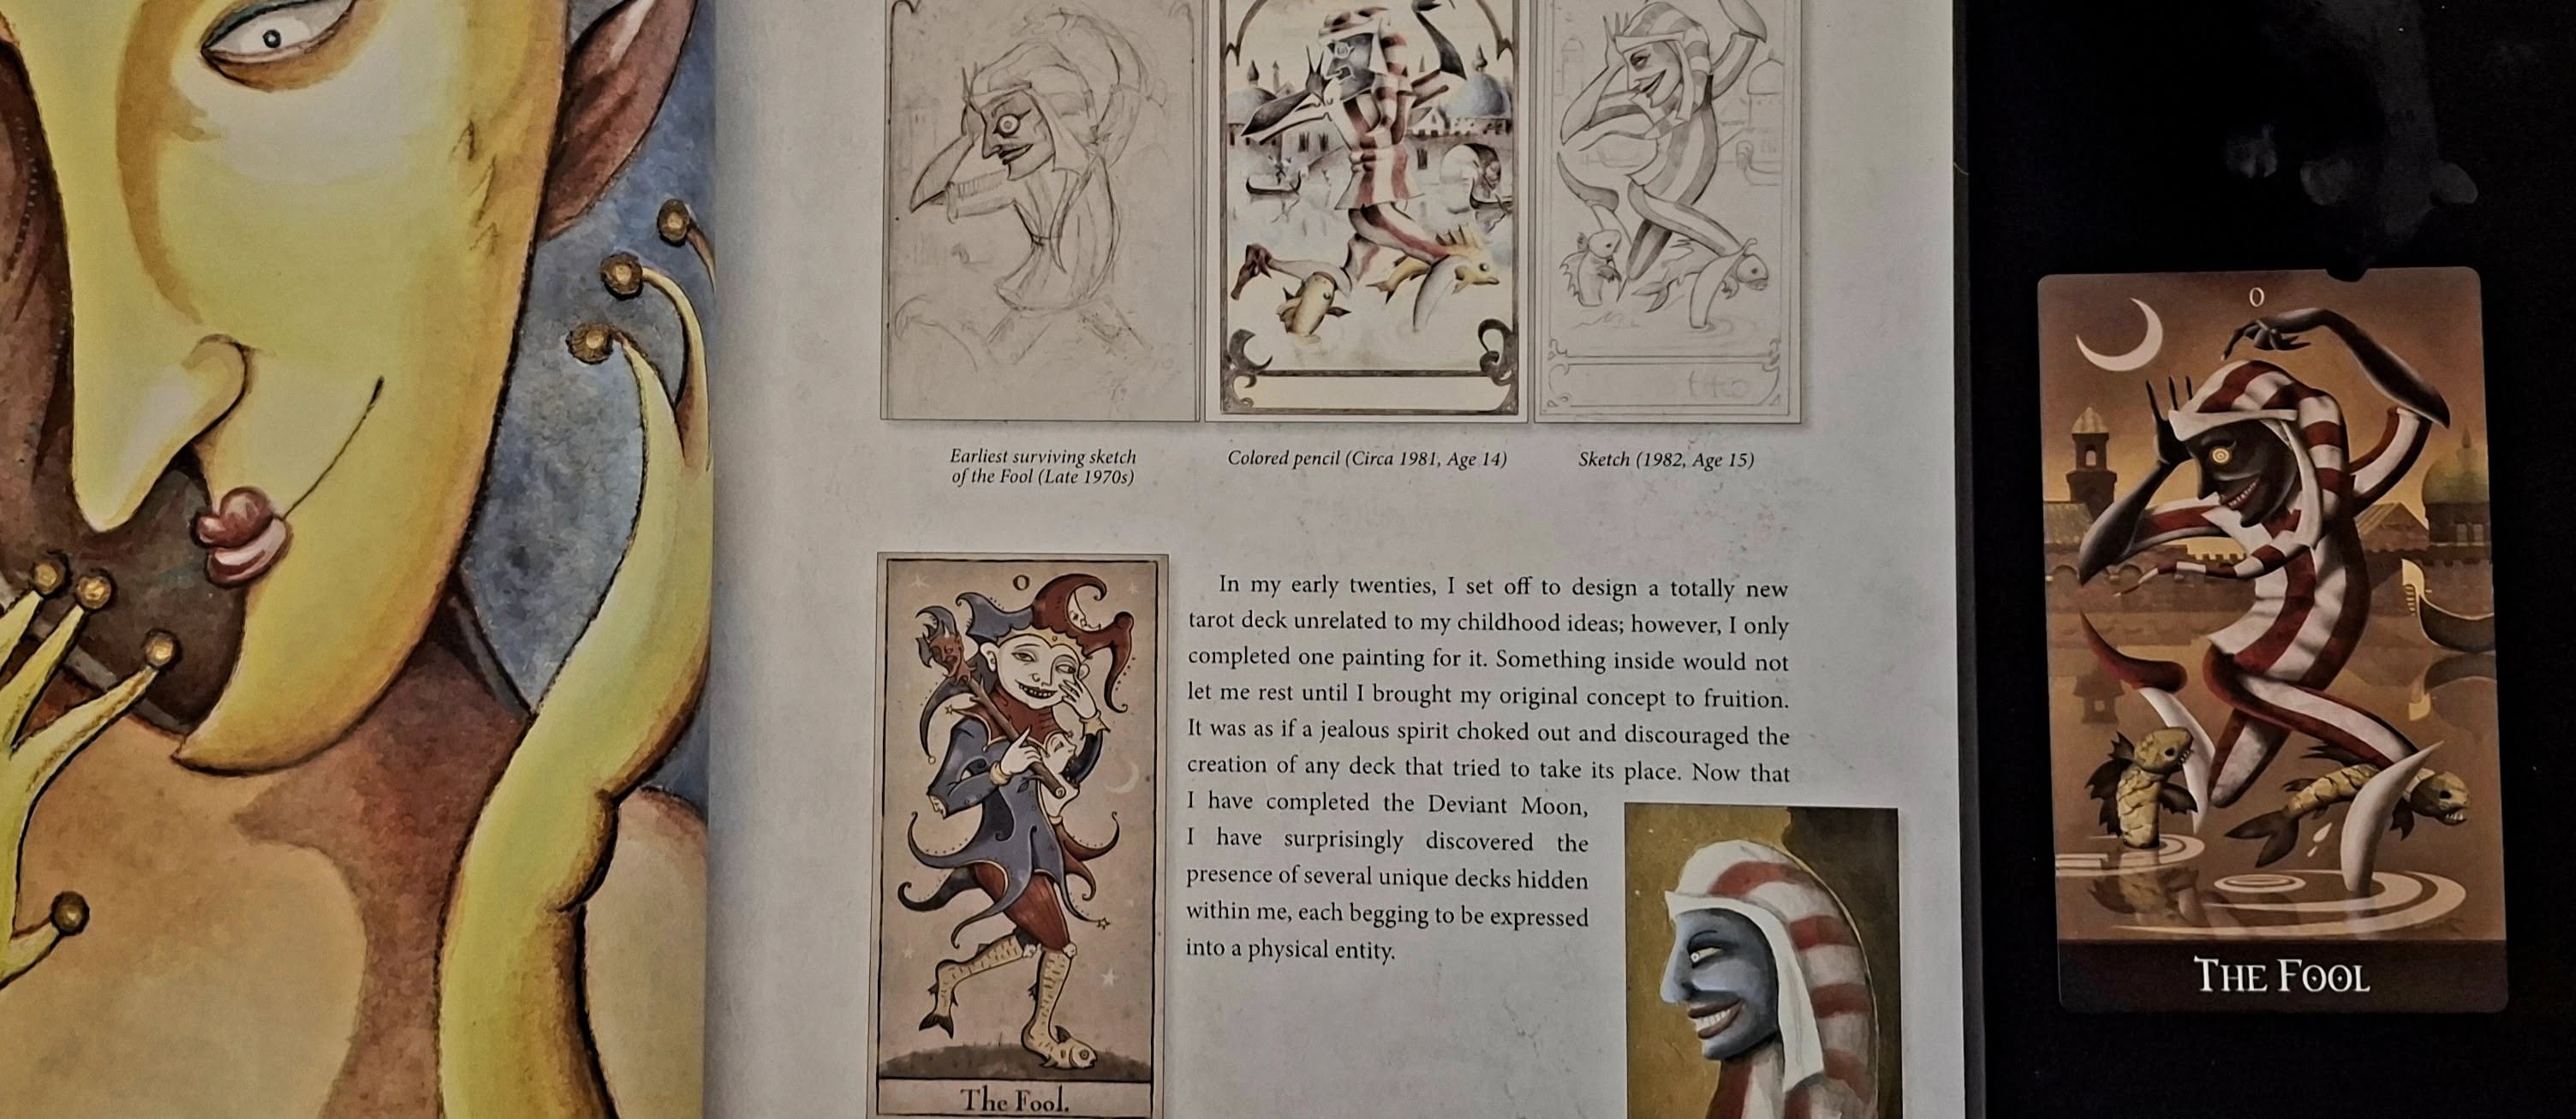 Earliest surviving sketch
of the Fool (Late 1970s)
Colored pencil (Circa 1981, Age 14)
Sketch (1982, Age 15)
0
The Fool.
In my early twenties, I set off to design a totally new
tarot deck unrelated to my childhood ideas; however, I only
completed one painting for it. Something inside would not
let me rest until I brought my original concept to fruition.
It was as if a jealous spirit choked out and discouraged the
creation of any deck that tried to take its place. Now that
I have completed the Deviant Moon,
I have surprisingly discovered the
presence of several unique decks hidden
within me, each begging to be expressed
into a physical entity.
0
THE FOOL